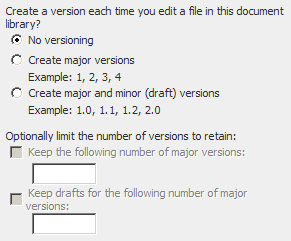 Create a version each time you edit a file in this document
library?
No versioning
Create major versions
Example: 1, 2, 3, 4
Create major and minor (draft) versions
Example: 1.0, 1.1, 1.2, 2.0
Optionally limit the number of versions to retain:
Keep the following number of major versions:
Keep drafts for the following number of major
versions: